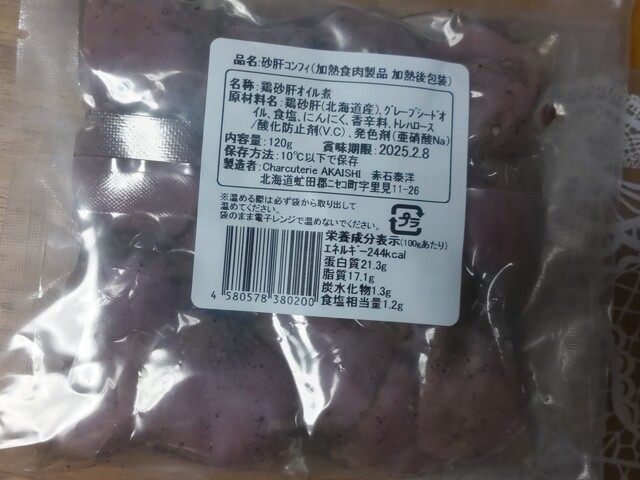 品名:砂肝コンフィ(加熱食肉製品 加熱後包装)
名称:鶏砂肝オイル煮
原材料名:鶏砂肝(北海道産)、グレープシードオ
イル、食塩、にんにく、香辛料、トレハロース
/酸化防止剤(V.C)、発色剤(亜硝酸Na)
内容量:120g 賞味期限:2025.2.8
保存方法:10℃以下で保存
製造者:Charcuterie AKAISHI 赤石泰洋
北海道虻田郡ニセコ町字里見11-26
※温める際は必ず袋から取り出して
温めてください。
袋のまま電子レンジで温めないでください。
プラ
栄養成分表示(100gあたり)
エネルギー244kcal
蛋白質21.3g
脂質17.1g
炭水化物1.3g
食塩相当量1.2g
4 580578 380200